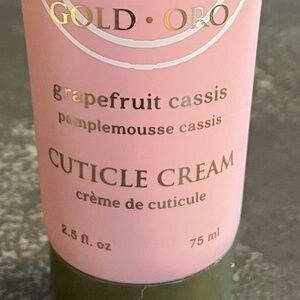 GOLD • ORO
grapefruit cassis
pamplemousse cassis
CUTICLE CREAM
crème de cuticule
2.5 fl. oz 75 ml